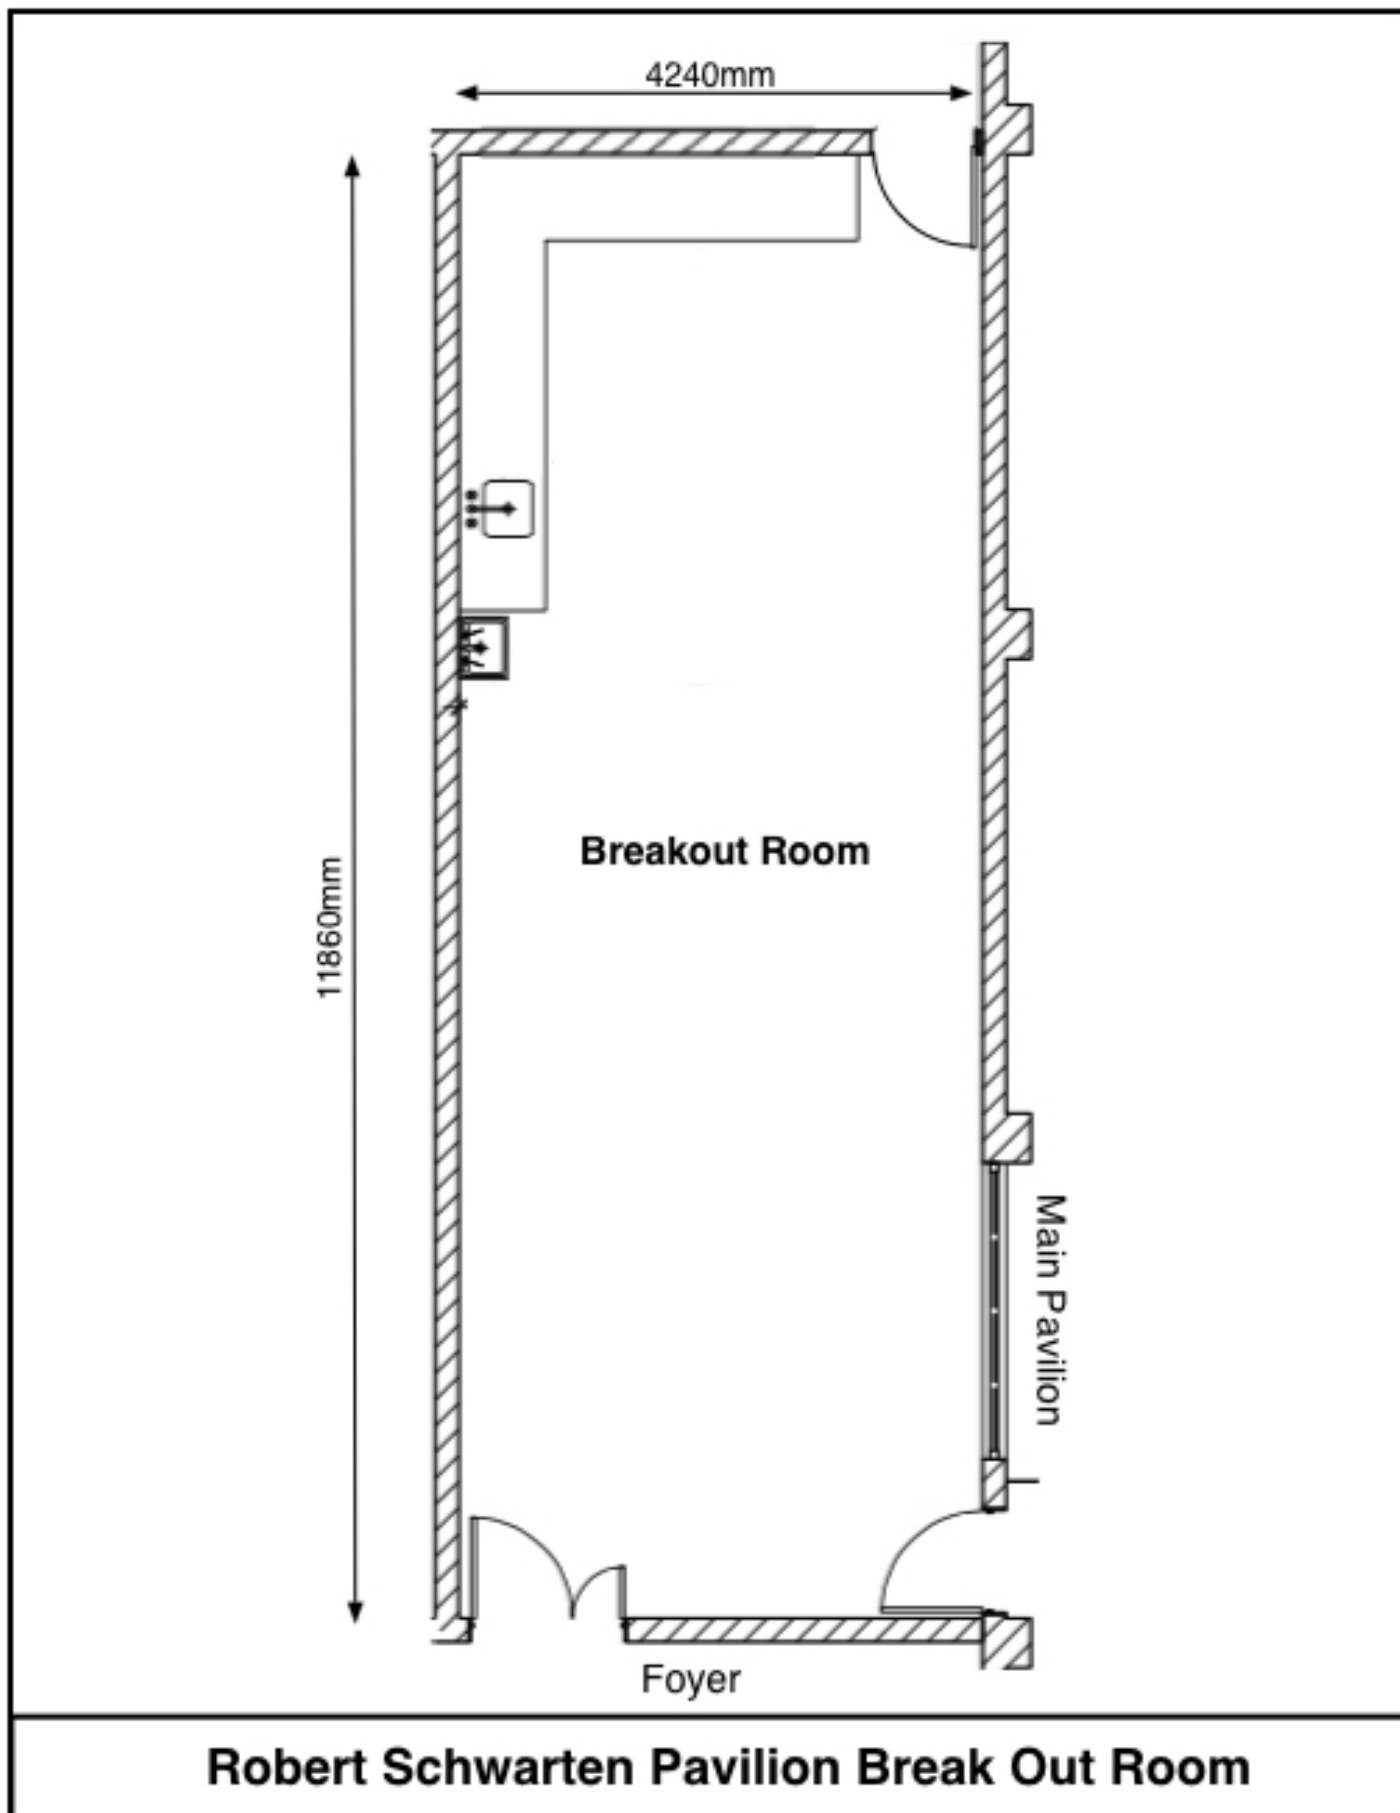 4240mm
11860mm
Breakout Room
Main Pavilion
Foyer
Robert Schwarten Pavilion Break Out Room